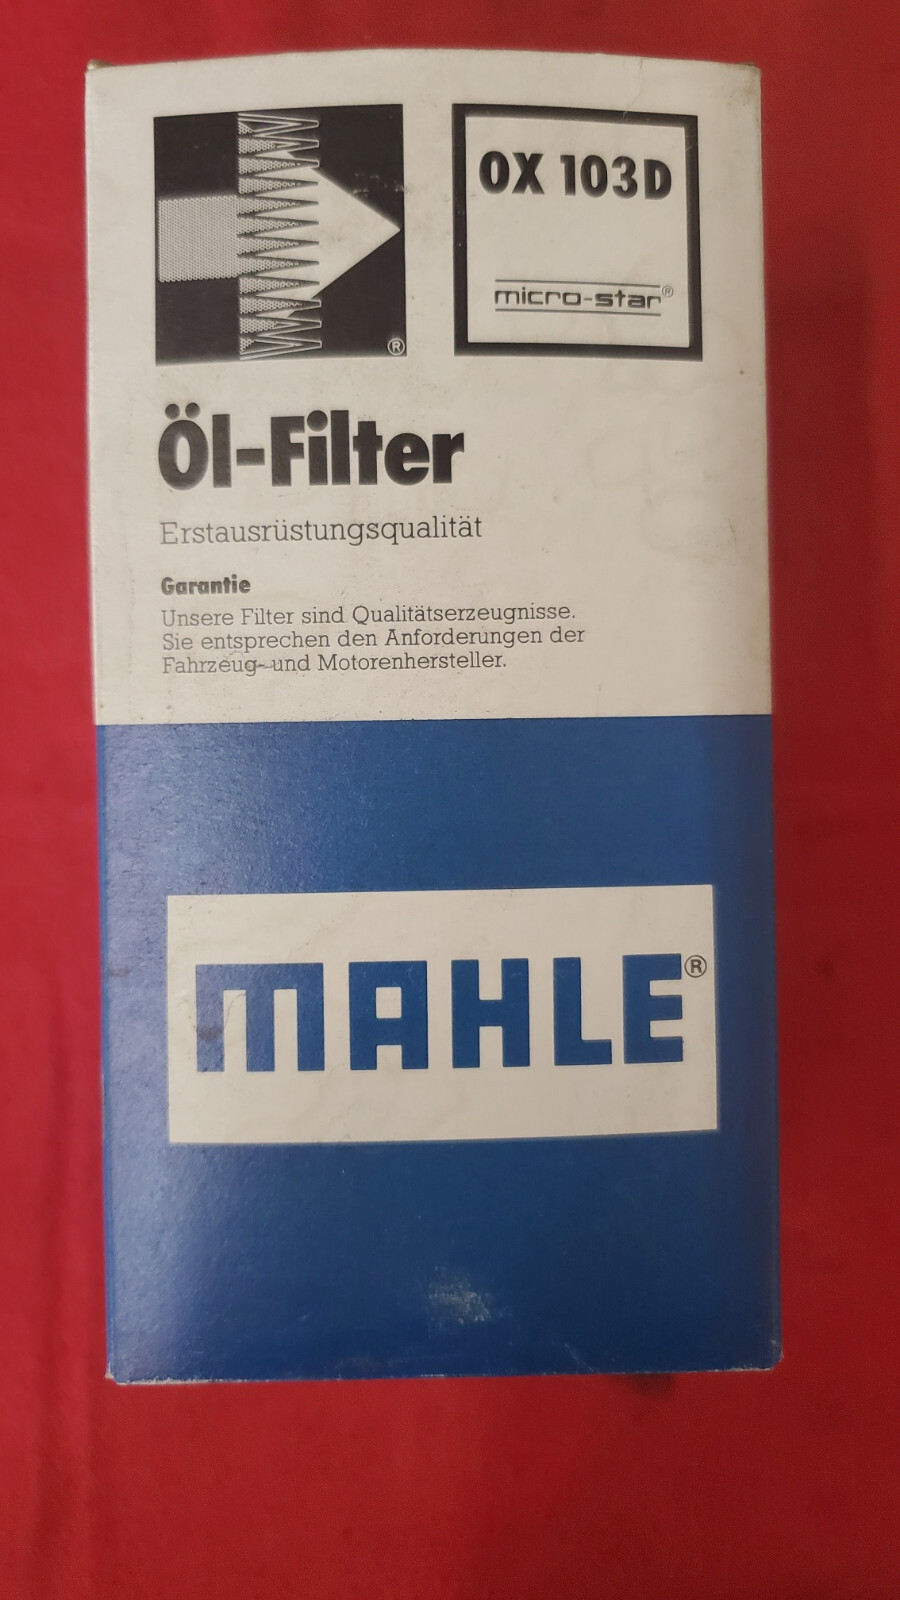 ®
OX 103D
micro-star®
Öl-Filter
Erstausrüstungsqualität
Garantie
Unsere Filter sind Qualitätserzeugnisse.
Sie entsprechen den Anforderungen der
Fahrzeug- und Motorenhersteller.
MAHLE®